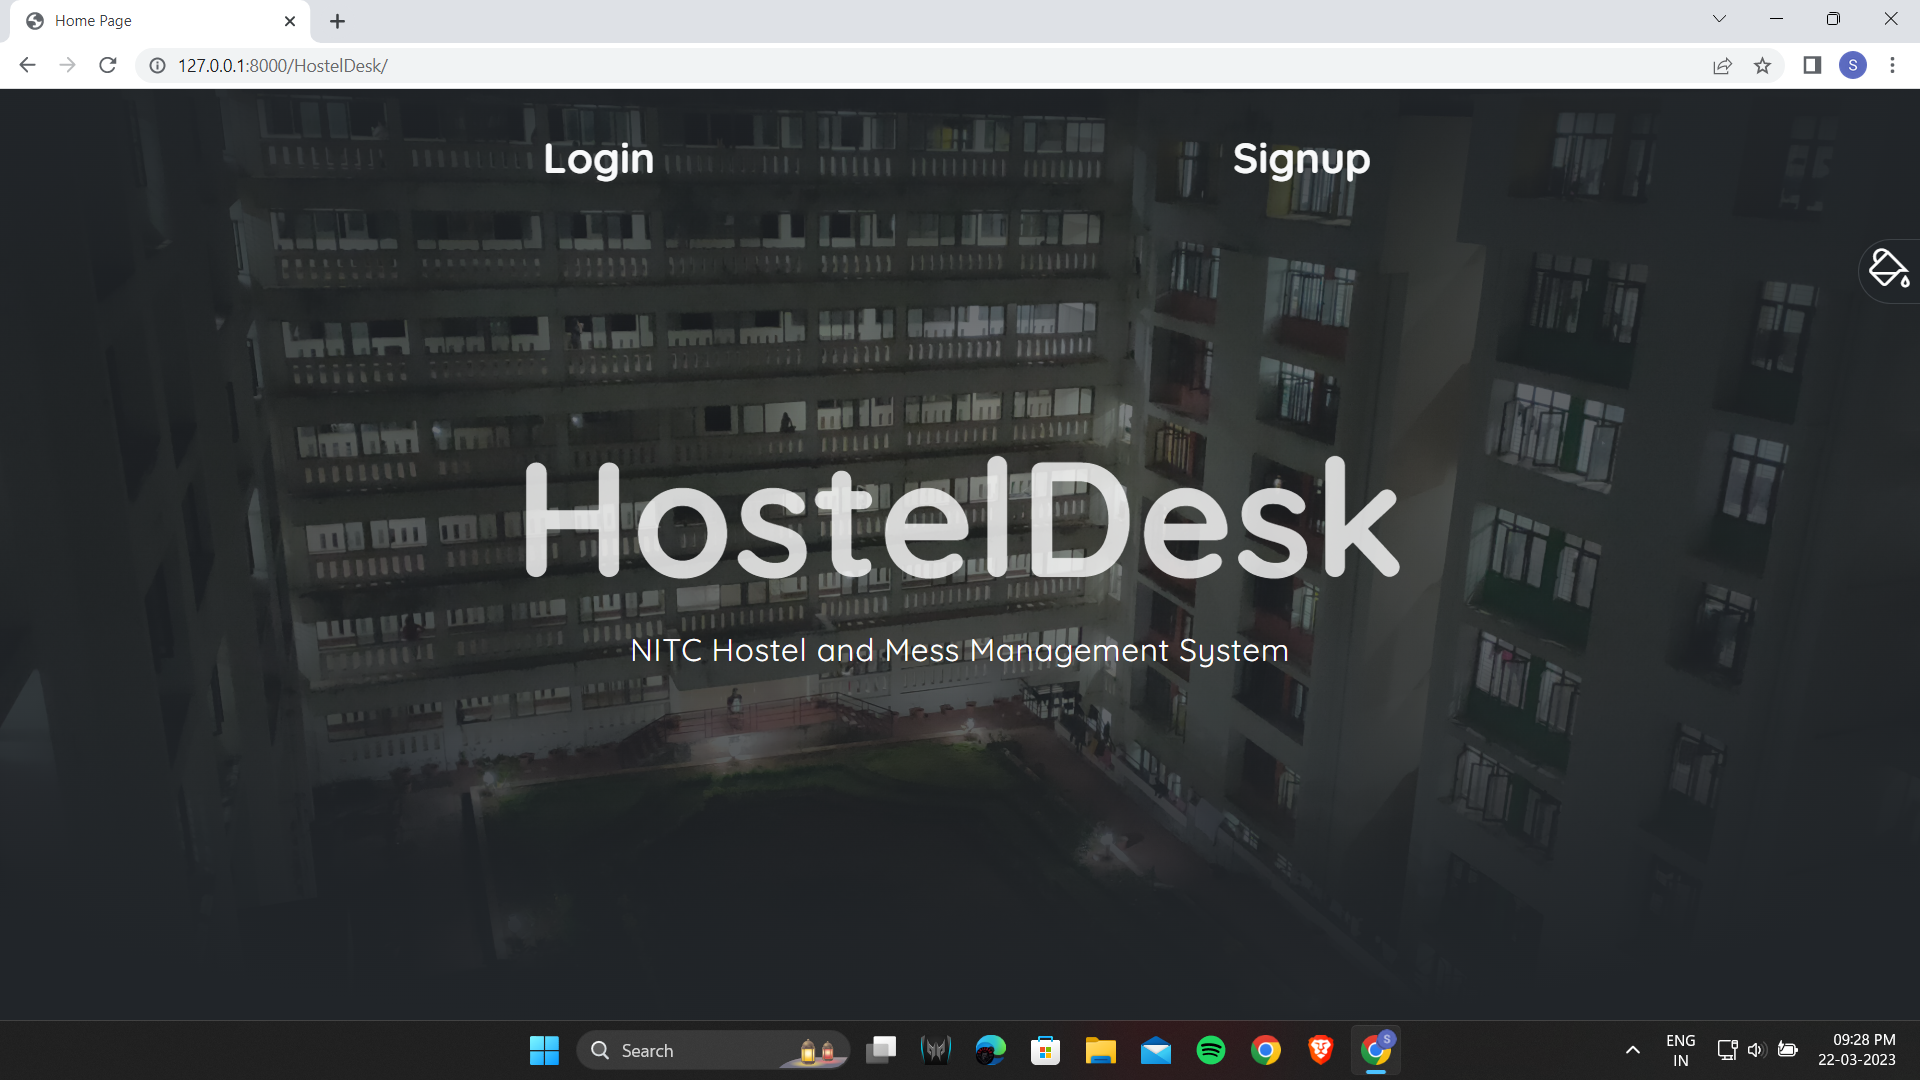 Home Page
127.0.0.1:8000/HostelDesk/
S
Login
Signup
HostelDesk
NITC Hostel and Mess Management System
Search
S
ENG
IN
09:28 PM
22-03-2023